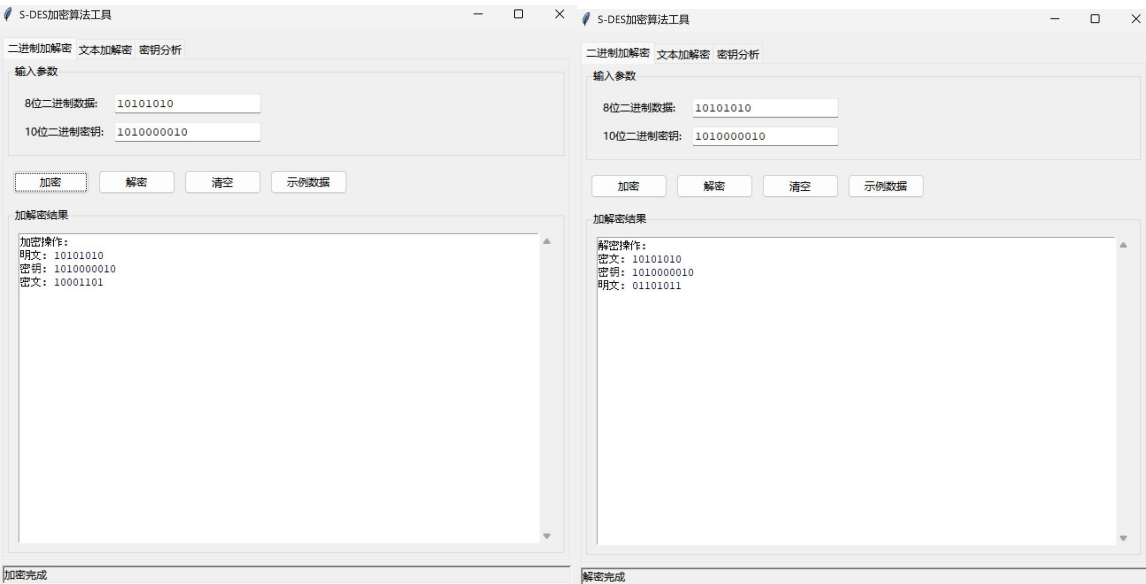 S-DES加密算法工具
二进制加解密 文本加解密 密钥分析
输入参数
8位二进制数据: 10101010
10位二进制密钥: 1010000010
加密 解密 清空 示例数据
加解密结果
加密操作:
明文: 10101010
密钥: 1010000010
密文: 10001101
加密完成
S-DES加密算法工具
二进制加解密 文本加解密 密钥分析
输入参数
8位二进制数据: 10101010
10位二进制密钥: 1010000010
加密 解密 清空 示例数据
加解密结果
解密操作:
密文: 10101010
密钥: 1010000010
明文: 01101011
解密完成